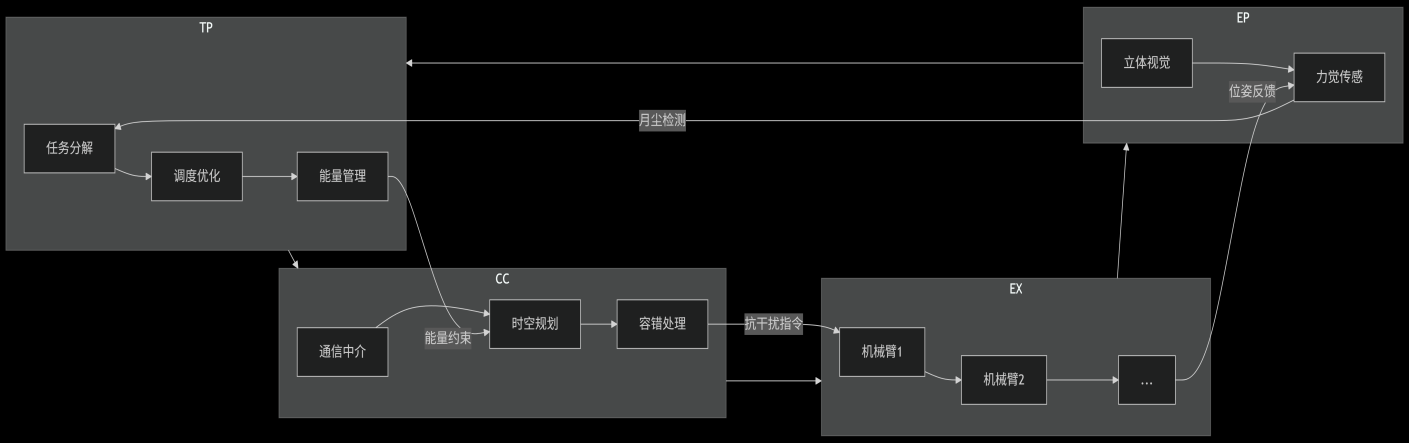 TP
任务分解
调度优化
能量管理
月尘检测
EP
立体视觉
力觉传感
位姿反馈
CC
通信中介
能量约束
时空规划
容错处理
抗干扰指令
EX
机械臂1
机械臂2
...